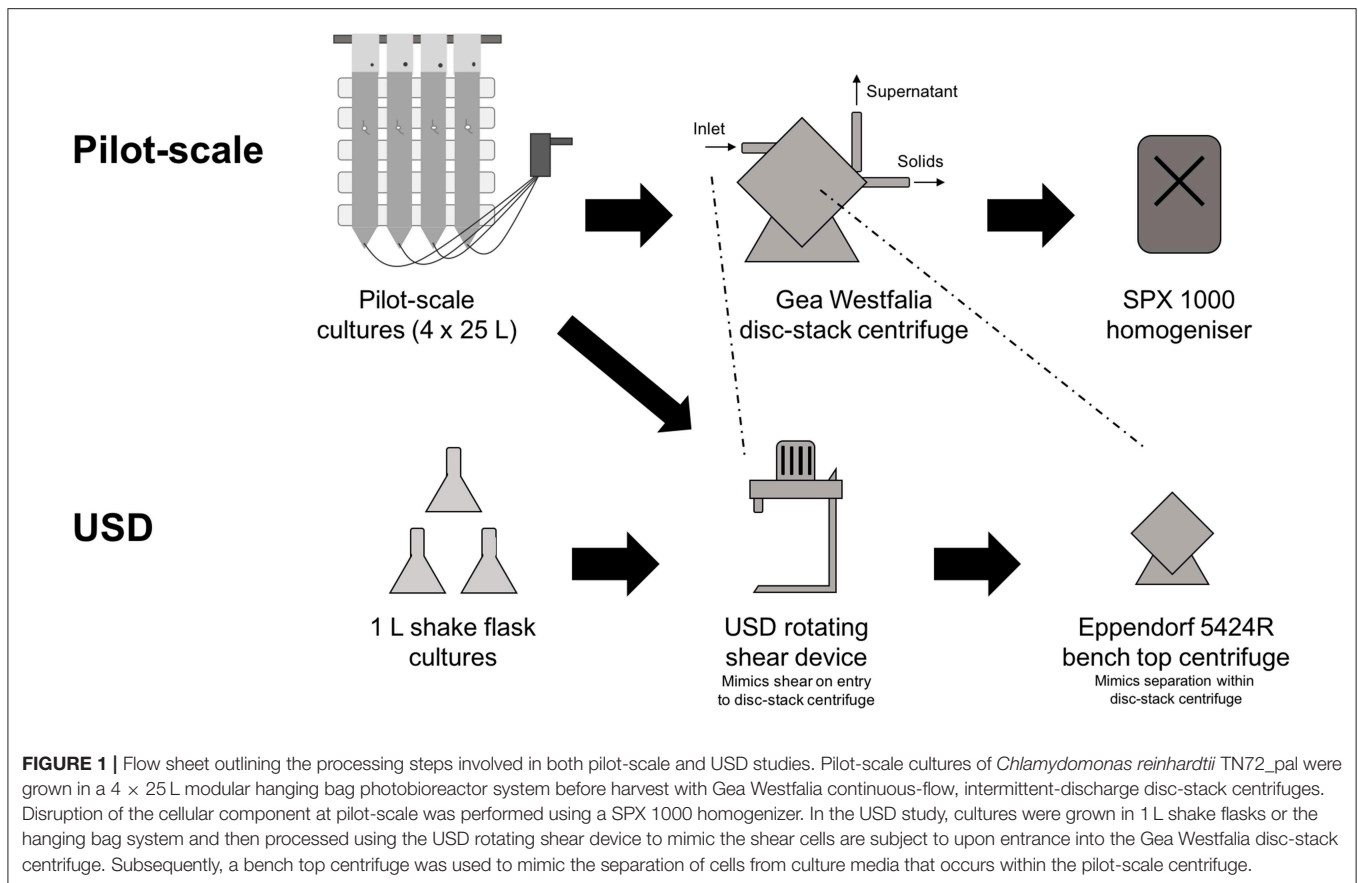 Pilot-scale
Inlet
Supernatant
Solids
Pilot-scale
cultures (4 x 25 L)
Gea Westfalia
disc-stack centrifuge
SPX 1000
homogeniser
USD
1 L shake flask
cultures
USD rotating
shear device
Mimics shear on entry
to disc-stack centrifuge
Eppendorf 5424R
bench top centrifuge
Mimics separation within
disc-stack centrifuge
FIGURE 1 | Flow sheet outlining the processing steps involved in both pilot-scale and USD studies. Pilot-scale cultures of Chlamydomonas reinhardtii TN72_pal were
grown in a 4 × 25 L modular hanging bag photobioreactor system before harvest with Gea Westfalia continuous-flow, intermittent-discharge disc-stack centrifuges.
Disruption of the cellular component at pilot-scale was performed using a SPX 1000 homogenizer. In the USD study, cultures were grown in 1 L shake flasks or the
hanging bag system and then processed using the USD rotating shear device to mimic the shear cells are subject to upon entrance into the Gea Westfalia disc-stack
centrifuge. Subsequently, a bench top centrifuge was used to mimic the separation of cells from culture media that occurs within the pilot-scale centrifuge.